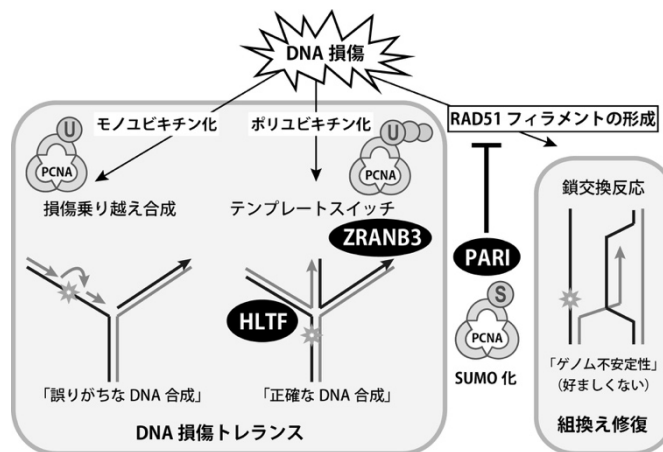 DNA 損傷
モノユビキチン化
ポリユビキチン化
RAD51 フィラメントの形成
U
PCNA
U
PCNA
損傷乗り越え合成
テンプレートスイッチ
ZRANB3
HLTF
「誤りがちな DNA 合成」
「正確な DNA 合成」
DNA 損傷トレランス
PARI
S
PCNA
SUMO 化
鎖交換反応
「ゲノム不安定性」
（好ましくない）
組換え修復